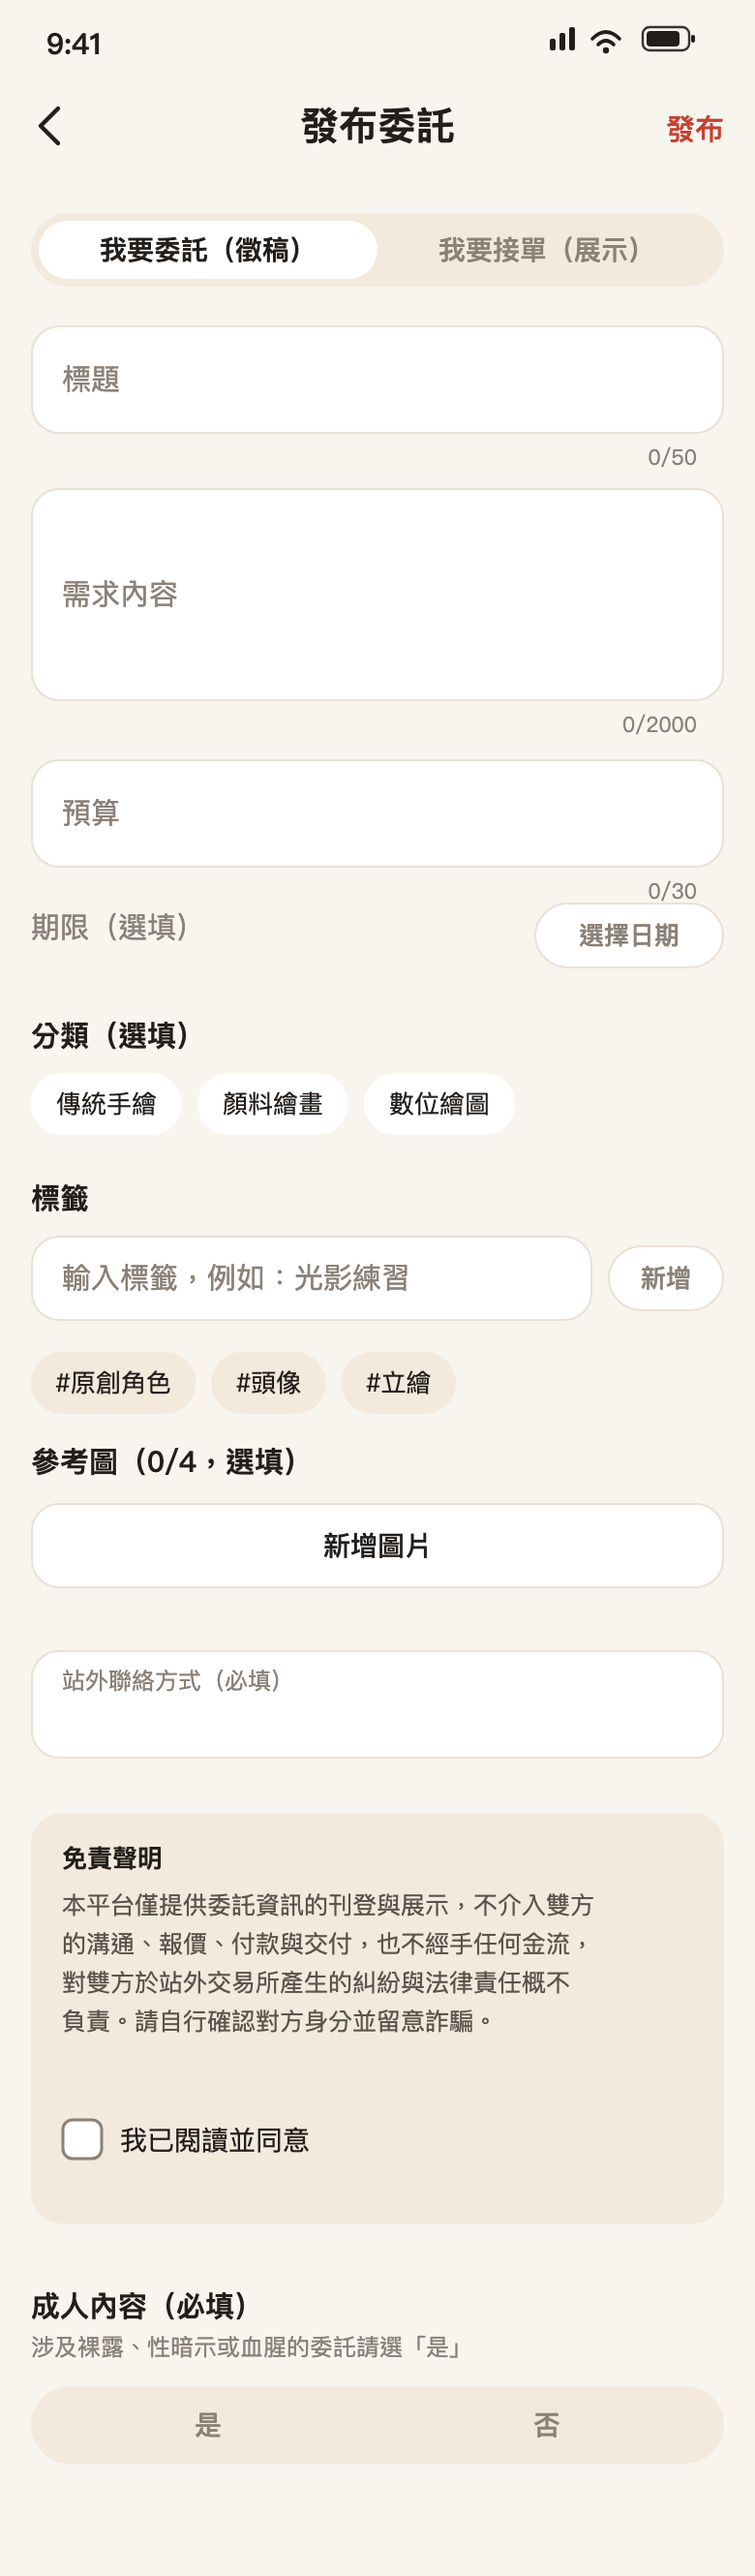 9:41
發布委託
發布
我要委託（徵稿）
我要接單（展示）
標題
0/50
需求內容
0/2000
預算
0/30
期限（選填）
選擇日期
分類（選填）
傳統手繪
顏料繪畫
數位繪圖
標籤
輸入標籤，例如：光影練習
新增
#原創角色
#頭像
#立繪
參考圖（0/4，選填）
新增圖片
站外聯絡方式（必填）
免責聲明
本平台僅提供委託資訊的刊登與展示，不介入雙方
的溝通、報價、付款與交付，也不經手任何金流，
對雙方於站外交易所產生的糾紛與法律責任概不
負責。請自行確認對方身分並留意詐騙。
我已閱讀並同意
成人內容（必填）
涉及裸露、性暗示或血腥的委託請選「是」
是
否